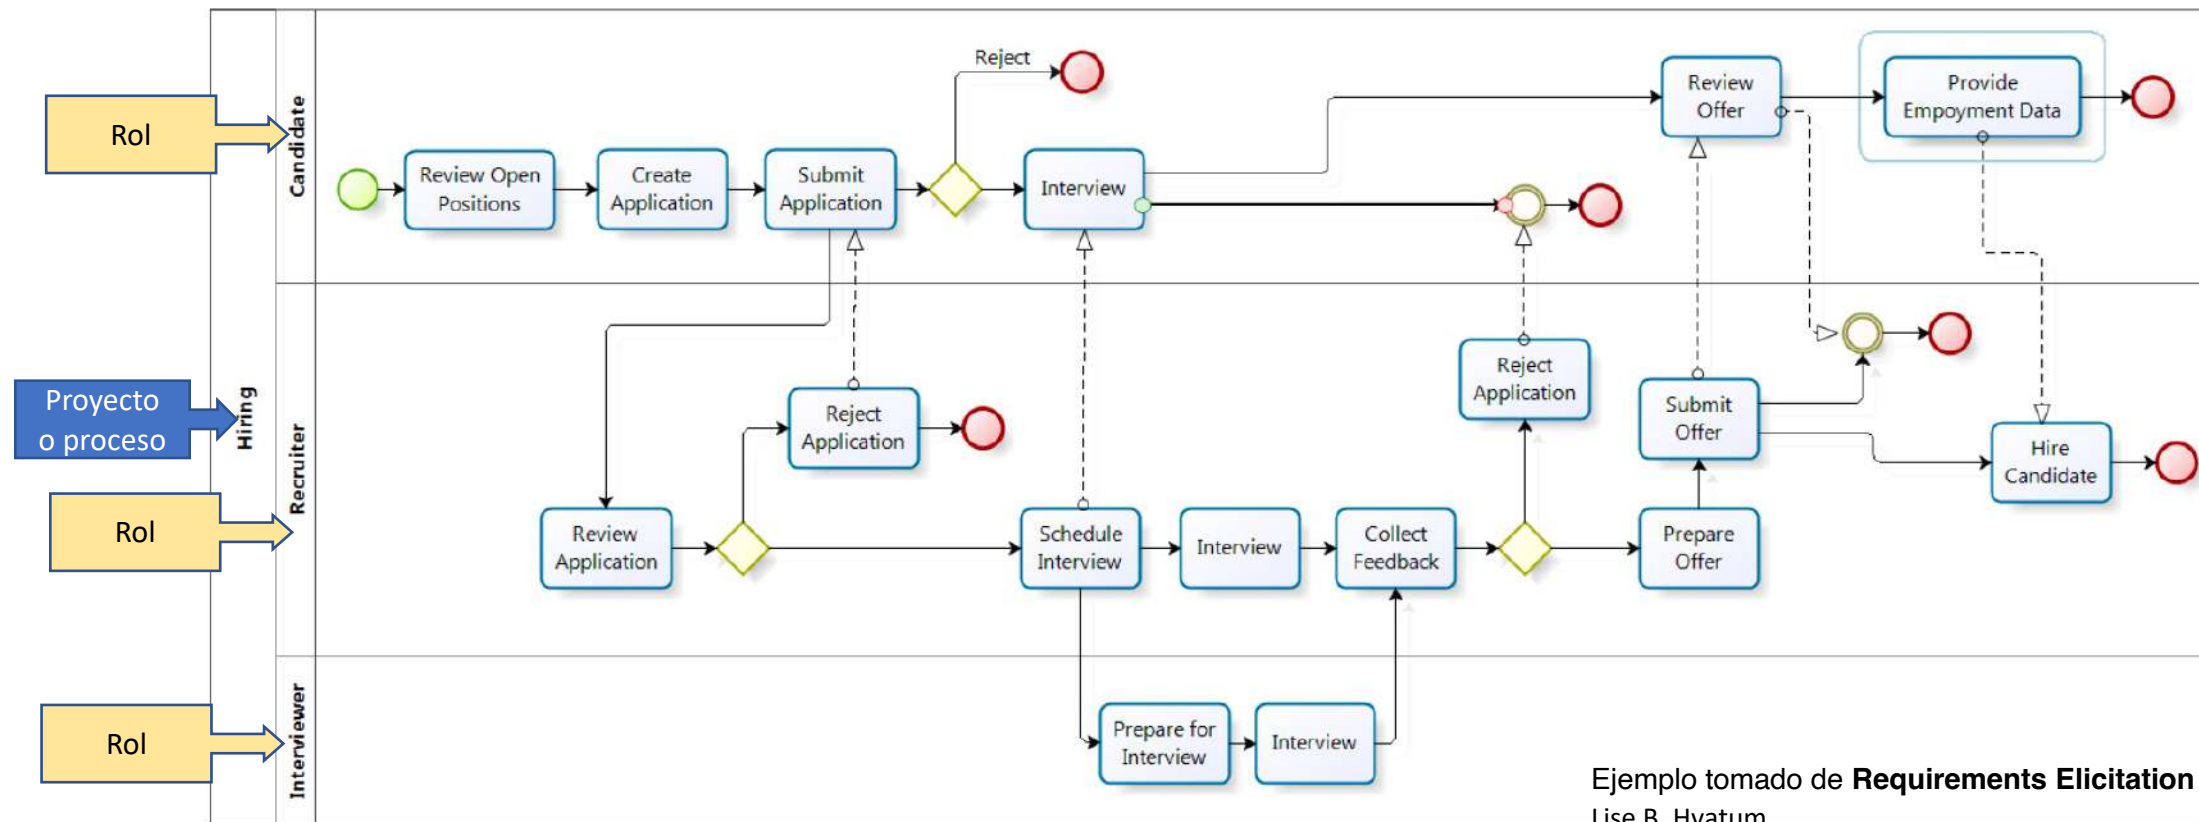 Rol
Proyecto
o proceso
Rol
Rol
Hiring
Candidate
Recruiter
Interviewer
Review Open
Positions
Create
Application
Submit
Application
Reject
Interview
Review
Offer
Provide
Empoyment Data
Review
Application
Reject
Application
Schedule
Interview
Interview
Collect
Feedback
Reject
Application
Submit
Offer
Prepare
Offer
Hire
Candidate
Prepare for
Interview
Interview
Ejemplo tomado de Requirements Elicitation
Lise B. Hvatum